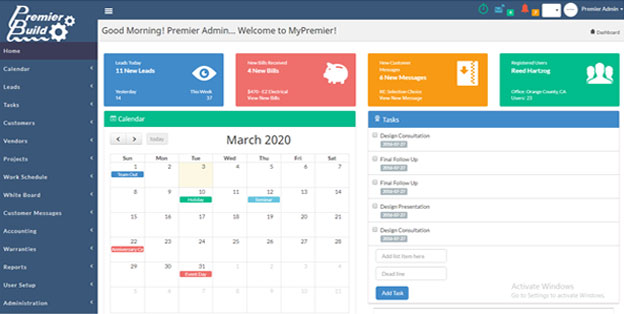 Premier
Build
4
Premier Admin
Good Morning! Premier Admin... Welcome to MyPremier!
Dashboard
Home
Calendar
Leads
Tasks
Customers
Vendors
Projects
Work Schedule
White Board
Customer Messages
Accounting
Warranties
Reports
User Setup
Administration
Leads Today
11 New Leads
Yesterday
This Week
14
37
New Bills Received
4 New Bills
$470 - E2 Electrical
View New Bills
New Customer
Messages
6 New Messages
RE: Selection Choice
View New Message
Registered Users
Reed Hartzog
Office: Orange County, CA
Users: 23
Calendar
today
March 2020
Sun Mon Tue Wed Thu Fri Sat
1 2 3 4 5 6 7
Team Out
8 9 10 11 12 13 14
Holiday
Seminar
15 16 17 18 19 20 21
22 23 24 25 26 27 28
Anniversary Ca
29 30 31 1 2 3 4
Event Day
5 6 7 8 9 10 11
Tasks
Design Consultation
2016-07-27
Final Follow Up
2016-07-27
Final Follow Up
2016-07-27
Design Presentation
2016-07-27
Design Consultation
2016-07-27
Add list item here
Dead line
Add Task
Activate Windows
Go to Settings to activate Windows.